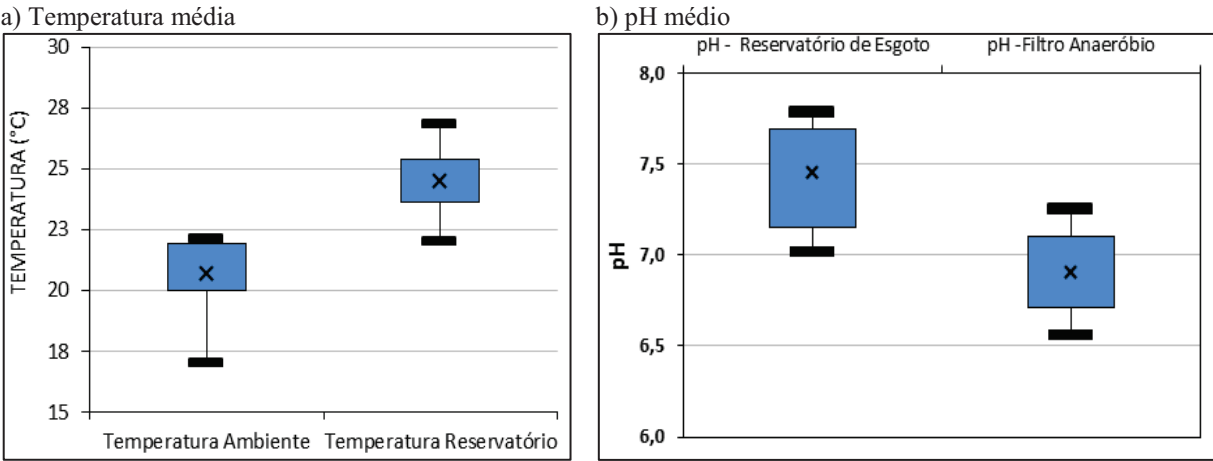 a) Temperatura média
30
28
25
23
20
18
15
TEMPERATURA (°C)
Temperatura Ambiente
Temperatura Reservatório
b) pH médio
pH - Reservatório de Esgoto
pH -Filtro Anaeróbio
8,0
7,5
7,0
6,5
6,0
pH